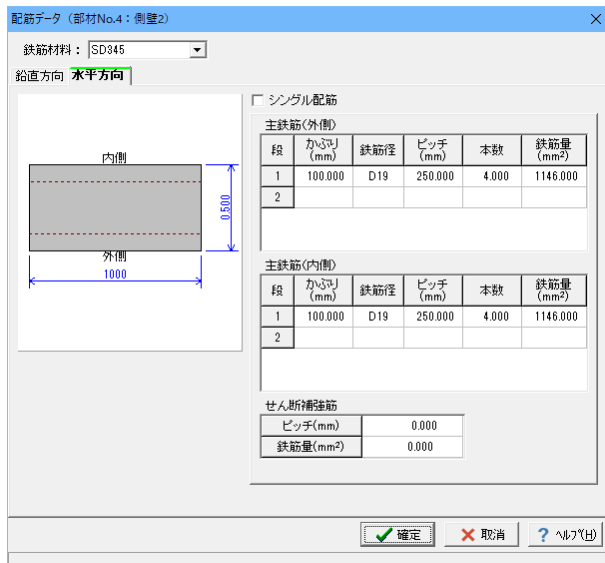 配筋データ (部材No.4:側壁2)
鉄筋材料: SD345
鉛直方向 水平方向
シングル配筋
内側
0.500
外側
1000
主鉄筋(外側)
段 かぶり(mm) 鉄筋径 ピッチ(mm) 本数 鉄筋量(mm²)
1 100.000 D19 250.000 4.000 1146.000
2
主鉄筋(内側)
段 かぶり(mm) 鉄筋径 ピッチ(mm) 本数 鉄筋量(mm²)
1 100.000 D19 250.000 4.000 1146.000
2
せん断補強筋
ピッチ(mm) 0.000
鉄筋量(mm²) 0.000
確定 取消 ? ヘルプ(H)